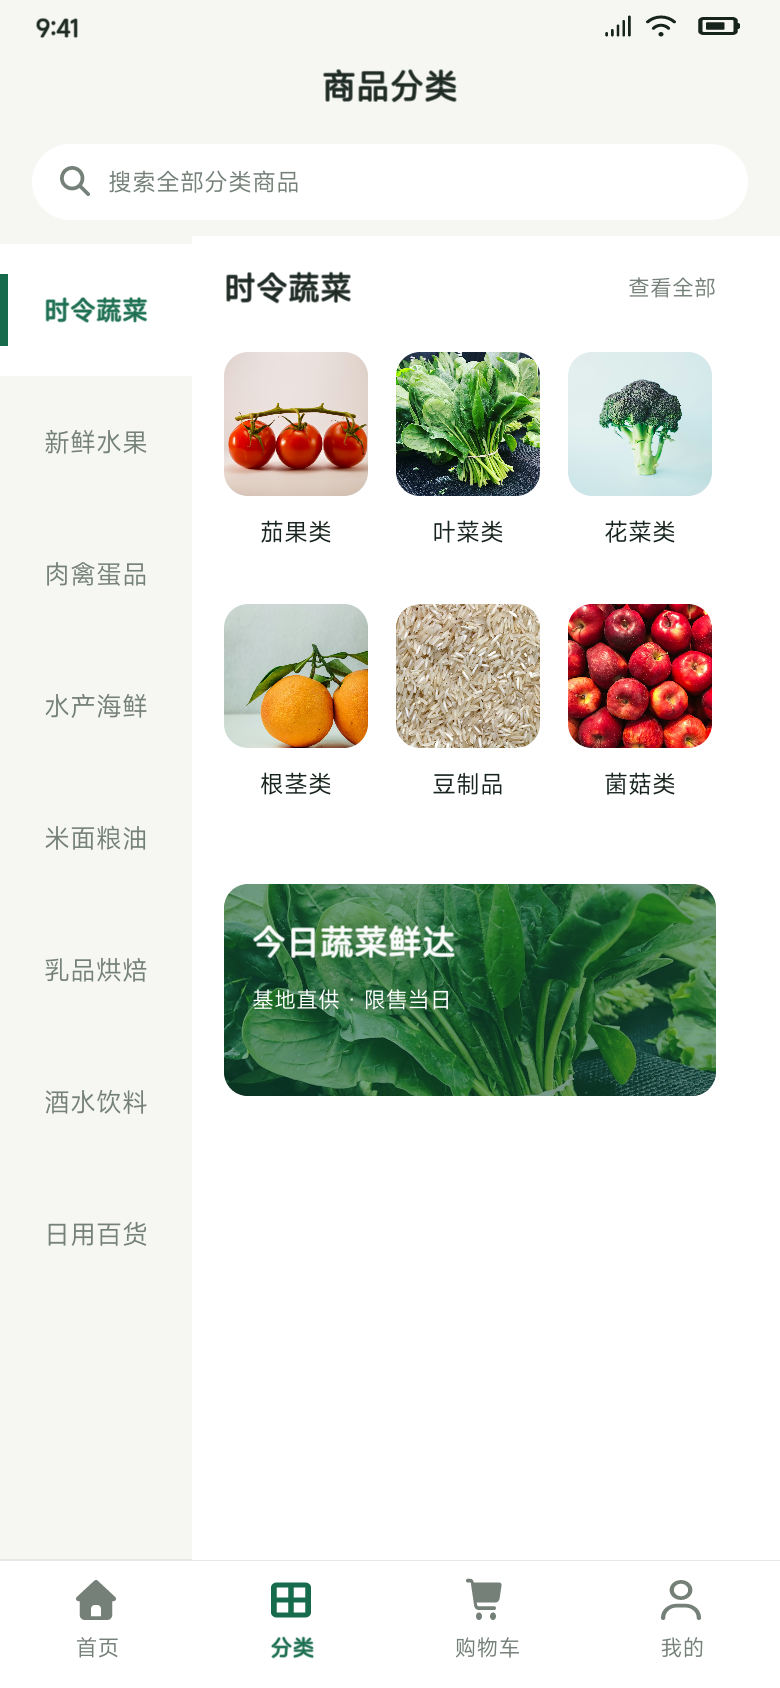 9:41
商品分类
搜索全部分类商品
时令蔬菜
新鲜水果
肉禽蛋品
水产海鲜
米面粮油
乳品烘焙
酒水饮料
日用百货
时令蔬菜
查看全部
茄果类
叶菜类
花菜类
根茎类
豆制品
菌菇类
今日蔬菜鲜达
基地直供 · 限售当日
首页
分类
购物车
我的